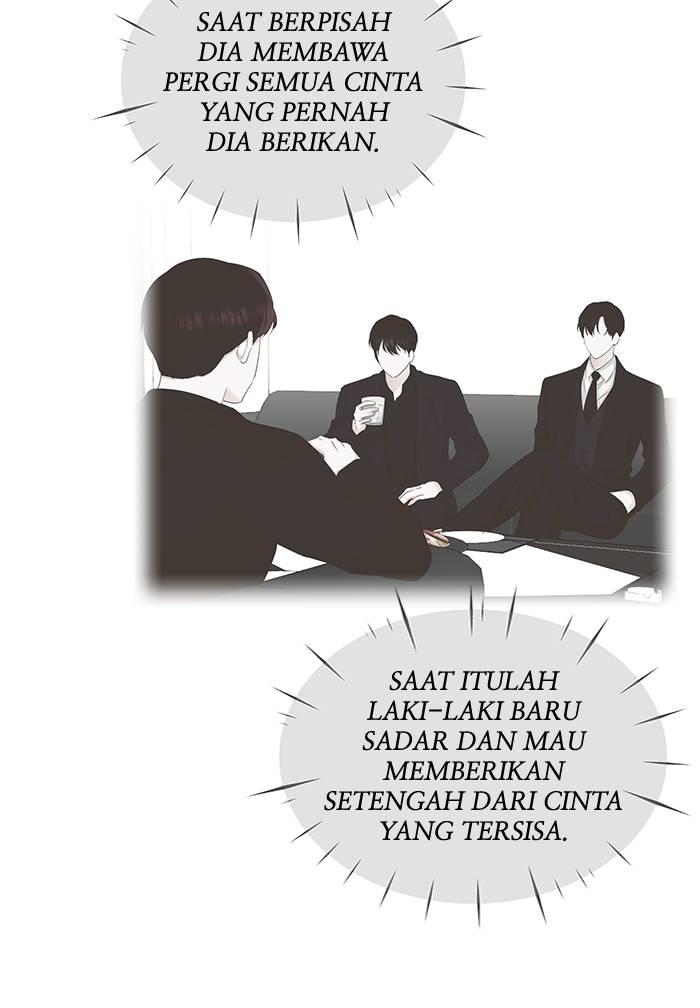 SAAT BERPISAH
DIA MEMBAWA
PERGI SEMUA CINTA
YANG PERNAH
DIA BERIKAN.
SAAT ITULAH
LAKI-LAKI BARU
SADAR DAN MAU
MEMBERIKAN
SETENGAH DARI CINTA
YANG TERSISA.